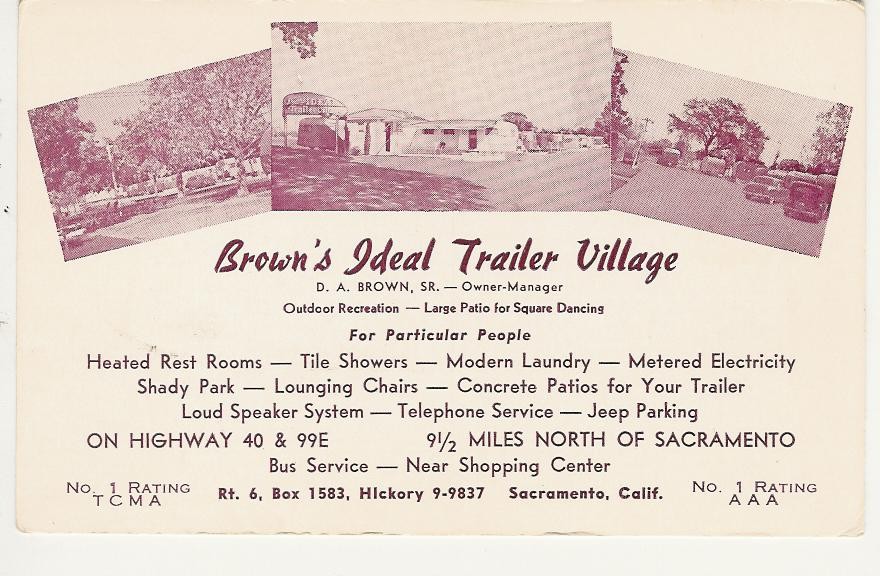 Brown's Ideal Trailer Village
D. A. BROWN, SR. — Owner-Manager
Outdoor Recreation — Large Patio for Square Dancing
For Particular People
Heated Rest Rooms — Tile Showers — Modern Laundry — Metered Electricity
Shady Park — Lounging Chairs — Concrete Patios for Your Trailer
Loud Speaker System — Telephone Service — Jeep Parking
ON HIGHWAY 40 & 99E 9½ MILES NORTH OF SACRAMENTO
Bus Service — Near Shopping Center
No. 1 Rating
T C M A
Rt. 6, Box 1583, HIckory 9-9837 Sacramento, Calif.
No. 1 Rating
A A A